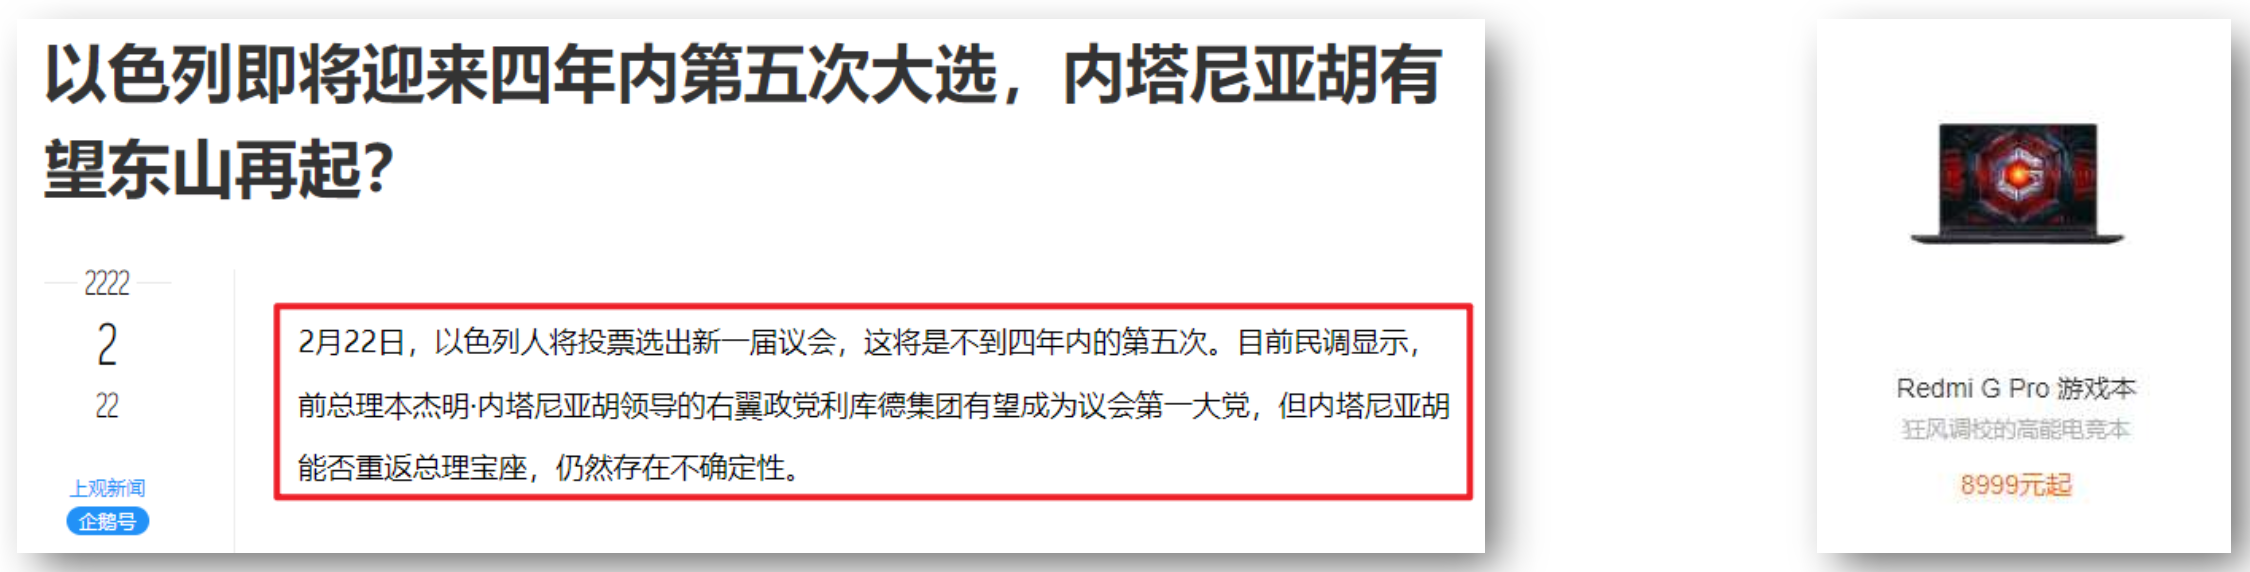 以色列即将迎来四年内第五次大选，内塔尼亚胡有
望东山再起？
2222
2
22
上观新闻
企鹅号
2月22日，以色列人将投票选出新一届议会，这将是不到四年内的第五次。目前民调显示，
前总理本杰明·内塔尼亚胡领导的右翼政党利库德集团有望成为议会第一大党，但内塔尼亚胡
能否重返总理宝座，仍然存在不确定性。
Redmi G Pro 游戏本
狂风调校的高能电竞本
8999元起